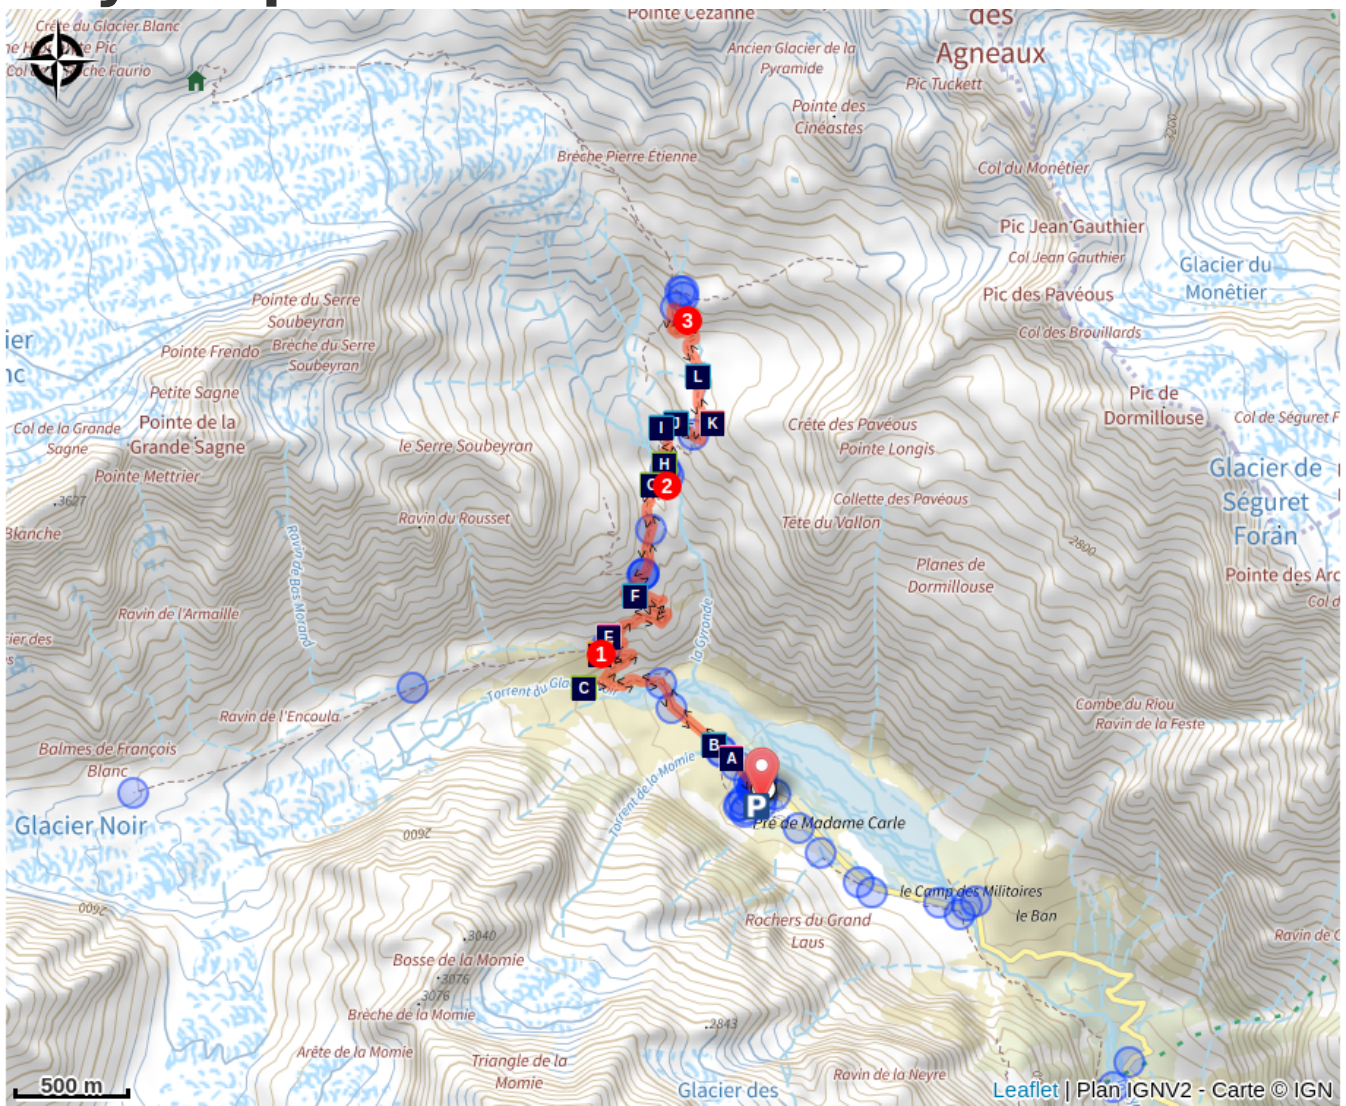 Pointe Cézanne
des
Agneaux
Crête du Glacier Blanc
Ancien Glacier de la
Pyramide
Pic Tuckett
Pointe des
Cinéastes
3200
Brèche Pierre Étienne
Col du Monêtier
Pic Jean Gauthier
Col Jean Gauthier
Glacier du
Monêtier
Pic des Pavéous
Col des Brouillards
Pointe du Serre
Soubeyran
Brèche du Serre
Soubeyran
Pointe Frendo
3
L
Petite Sagne
Pic de
Dormillouse
Col de Séguret F
Pointe de la
Grande Sagne
Col de la Grande
Sagne
I
J
K
Crête des Pavéous
Pointe Longis
le Serre Soubeyran
H
2
Glacier de
Séguret
Foran
Pointe Mettrier
.3627
Collette des Pavéous
Tête du Vallon
Ravin du Rousset
Blanche
Ravin de Bas Morand
2800
Planes de
Dormillouse
Pointe des Arc
Col d
Ravin de l'Armaille
F
E
1
la Gyronde
C
Torrent du Gla
Ravin de l'Encoula
Combe du Riou
Ravin de la Feste
Balmes de François
Blanc
B
A
Torrent de la Momie
P
Glacier Noir
Pré de Madame Carle
2600
2600
le Camp des Militaires
le Ban
Rochers du Grand
Laus
.3040
Bosse de la Momie
.3076
.3076
Brèche de la Momie
.2843
Arête de la Momie
Triangle de la
Momie
Ravin de la Neyre
Glacier des
500 m
Leaflet | Plan IGNV2 - Carte © IGN